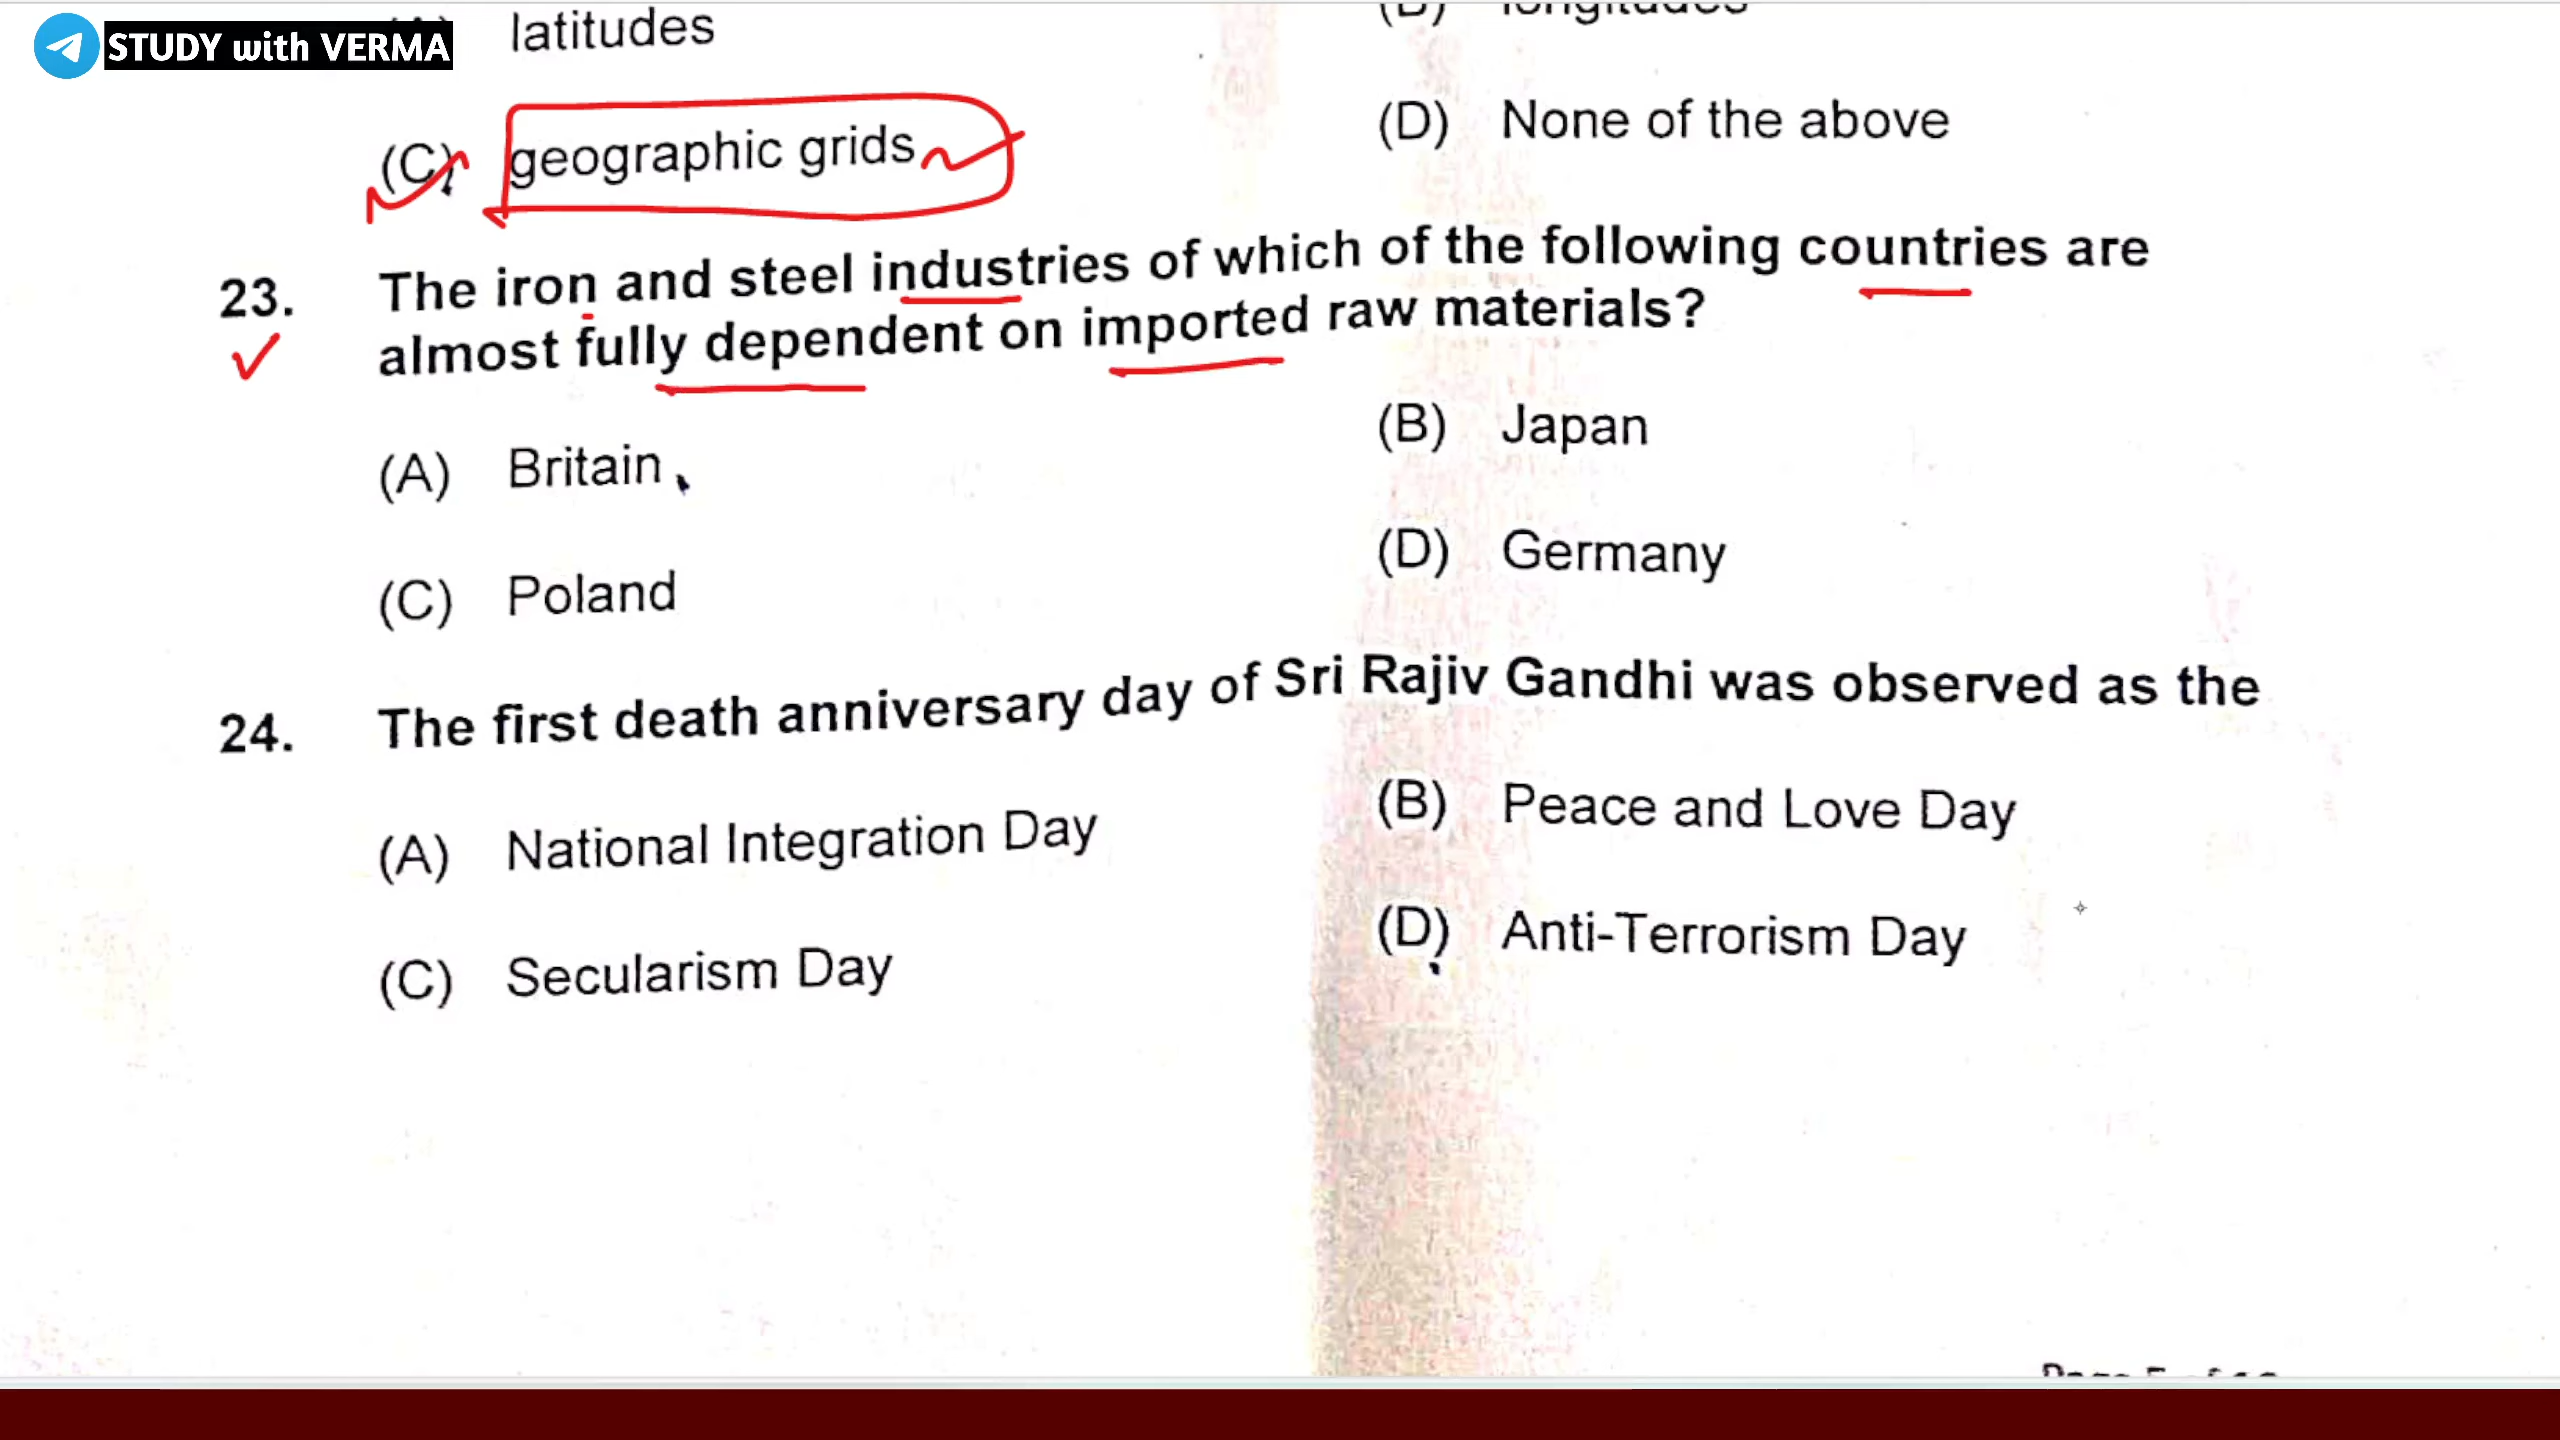 STUDY with VERMA
latitudes
(C) geographic grids
(D) None of the above
23. The iron and steel industries of which of the following countries are
almost fully dependent on imported raw materials?
(A) Britain
(B) Japan
(C) Poland
(D) Germany
24. The first death anniversary day of Sri Rajiv Gandhi was observed as the
(A) National Integration Day
(B) Peace and Love Day
(C) Secularism Day
(D) Anti-Terrorism Day